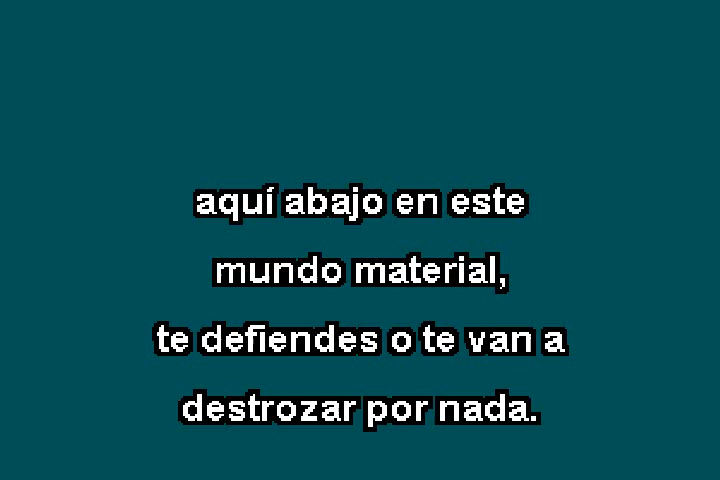 aquí abajo en este
mundo material,
te defiendes o te van a
destrozar por nada.